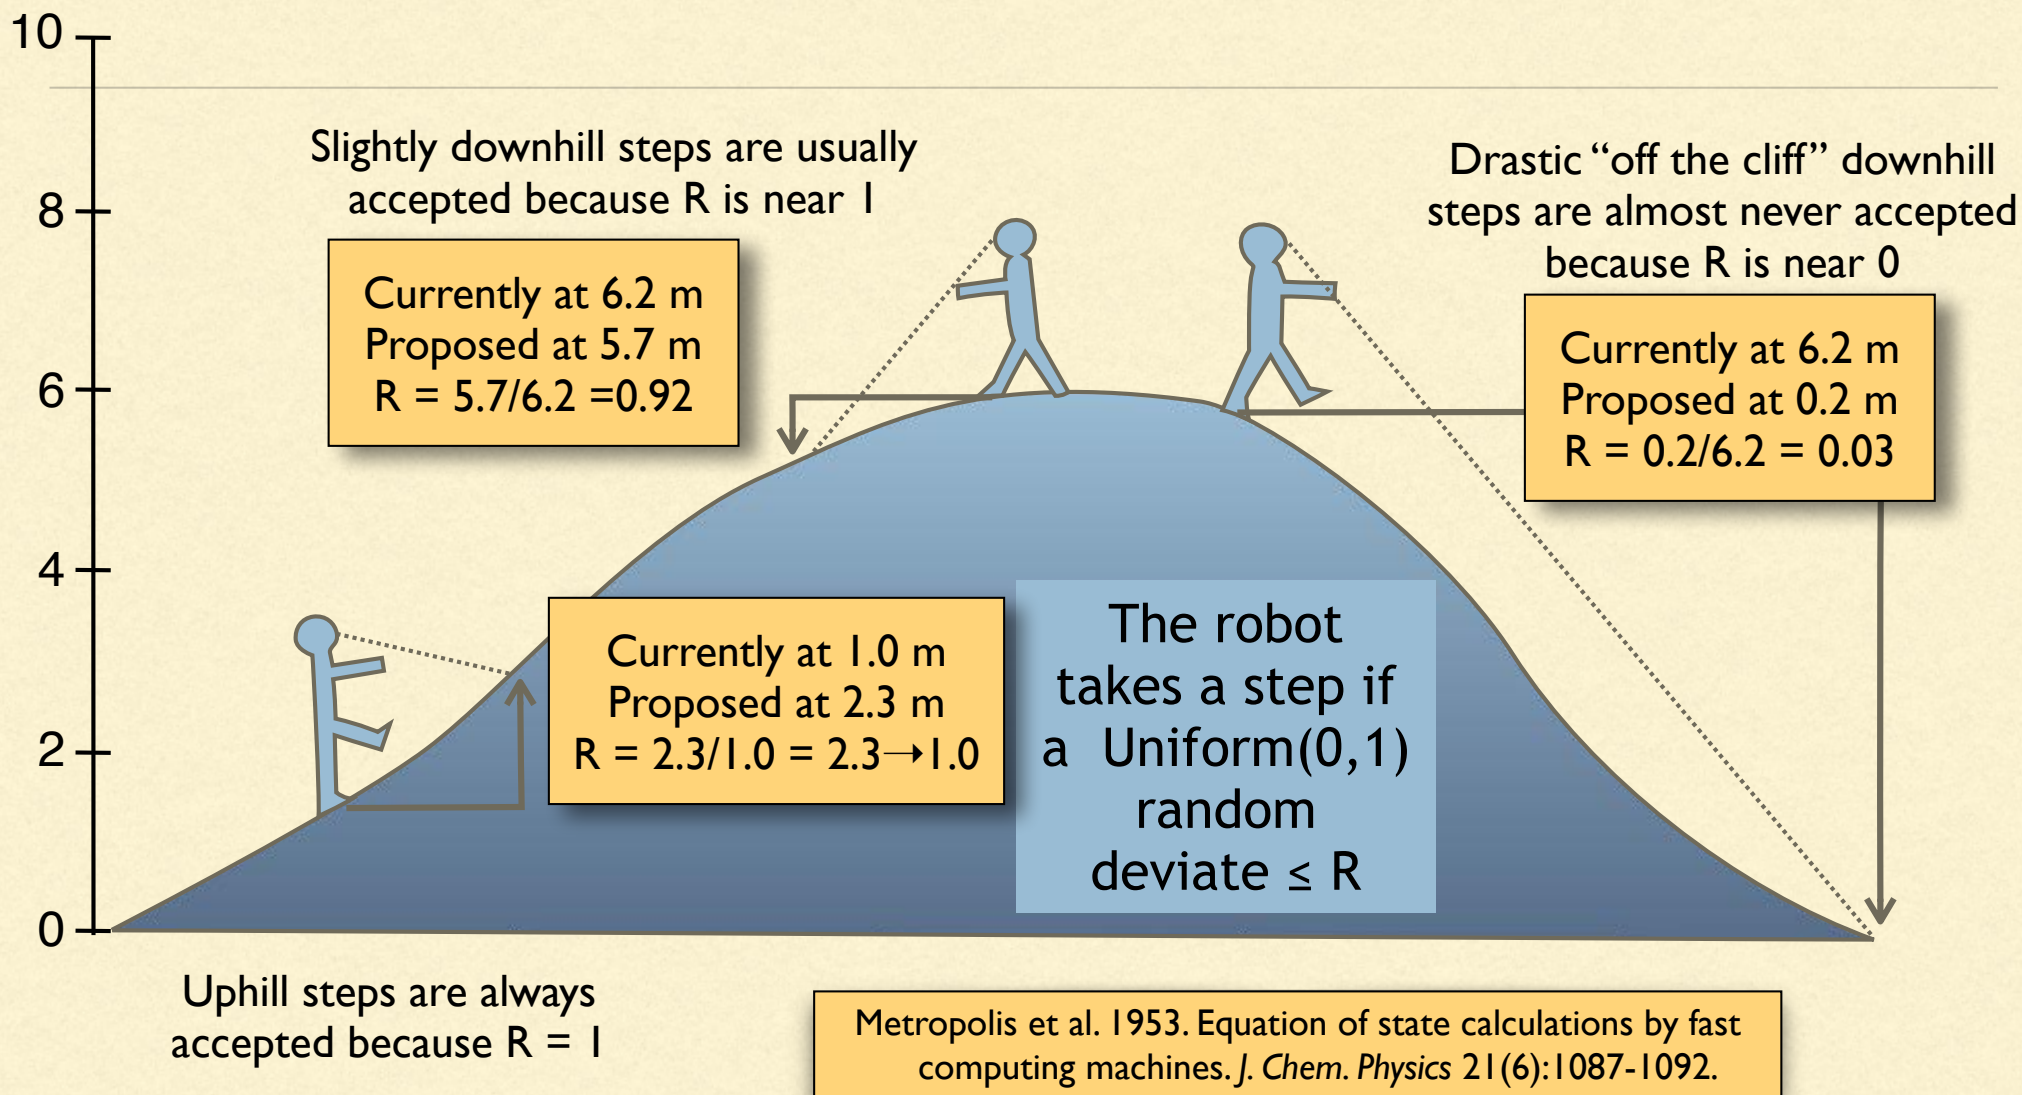 10
8
6
4
2
0
Slightly downhill steps are usually
accepted because R is near 1
Currently at 6.2 m
Proposed at 5.7 m
R = 5.7/6.2 =0.92
Drastic “off the cliff” downhill
steps are almost never accepted
because R is near 0
Currently at 6.2 m
Proposed at 0.2 m
R = 0.2/6.2 = 0.03
Currently at 1.0 m
Proposed at 2.3 m
R = 2.3/1.0 = 2.3→1.0
The robot
takes a step if
a Uniform(0,1)
random
deviate ≤ R
Uphill steps are always
accepted because R = 1
Metropolis et al. 1953. Equation of state calculations by fast
computing machines. J. Chem. Physics 21(6):1087-1092.